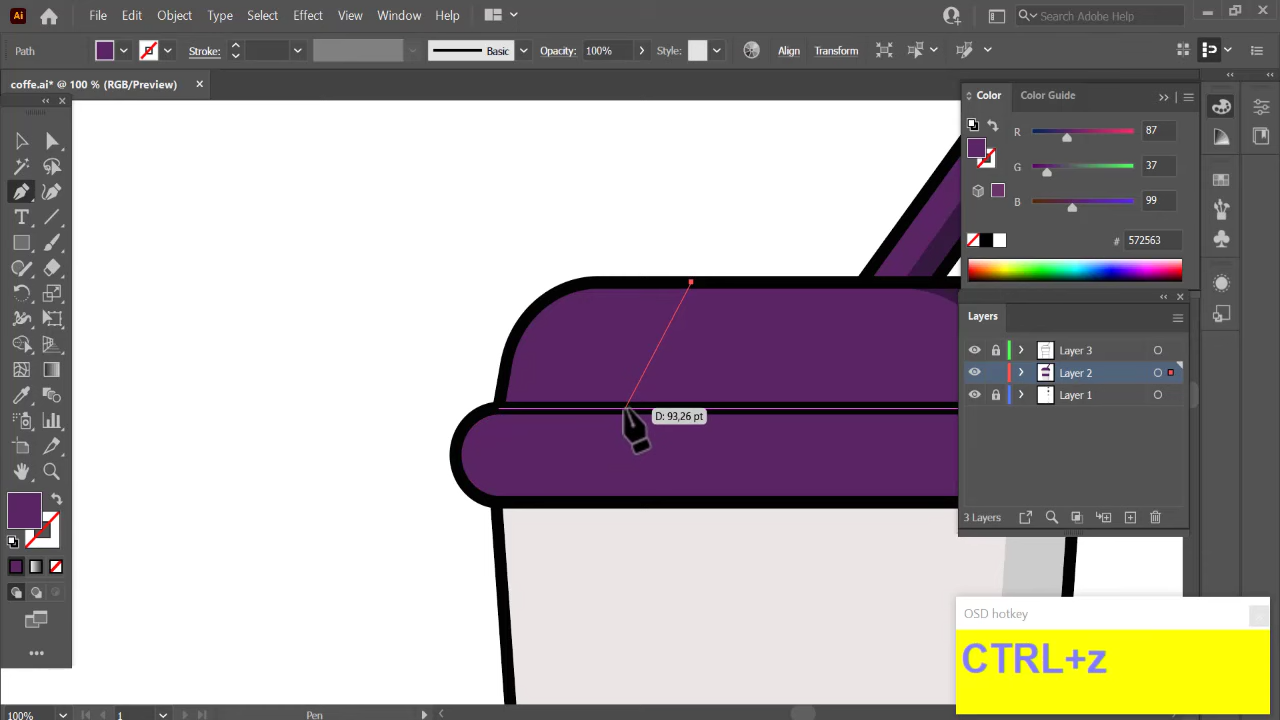 Ai File Edit Object Type Select Effect View Window Help Search Adobe Help
Path Stroke: Basic Opacity: 100% Style: Align Transform
coffe.ai* @ 100 % (RGB/Preview)
Color Color Guide
R 87
G 37
B 99
# 572563
Layers
Layer 3
Layer 2
Layer 1
D: 93,26 pt
3 Layers
OSD hotkey
CTRL+z
100% 1 Pen